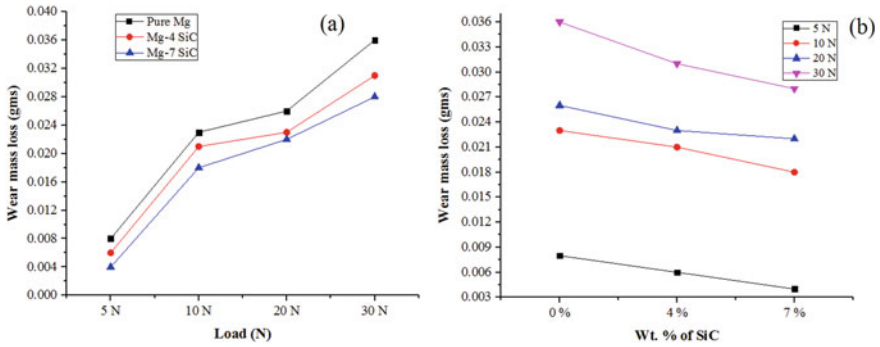 (a)
Pure Mg
Mg-4 SiC
Mg-7 SiC
0.040
0.036
0.032
0.028
0.024
0.020
0.016
0.012
0.008
0.004
0.000
Wear mass loss (gms)
5 N
10 N
20 N
30 N
Load (N)
(b)
5 N
10 N
20 N
30 N
0.036
0.033
0.030
0.027
0.024
0.021
0.018
0.015
0.012
0.009
0.006
0.003
Wear mass loss (gms)
0 %
4 %
7 %
Wt. % of SiC